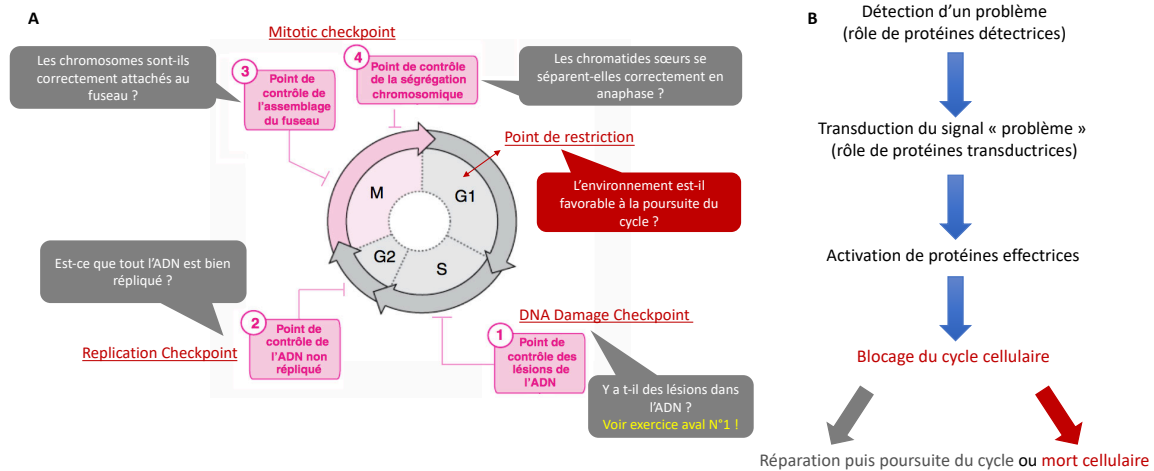 A
Mitotic checkpoint
Les chromosomes sont-ils
correctement attachés au
fuseau ?
3
Point de
contrôle de
l'assemblage
du fuseau
4
Point de contrôle
de la ségrégation
chromosomique
Les chromatides sœurs se
séparent-elles correctement en
anaphase ?
Point de restriction
L'environnement est-il
favorable à la poursuite du
cycle ?
M
G1
G2
S
Est-ce que tout l'ADN est bien
répliqué ?
Replication Checkpoint
2
Point de
contrôle de
l'ADN non
répliqué
DNA Damage Checkpoint
1
Point de
contrôle des
lésions de
l'ADN
Y a t-il des lésions dans
l'ADN ?
Voir exercice aval N°1 !
B
Détection d'un problème
(rôle de protéines détectrices)
Transduction du signal « problème »
(rôle de protéines transductrices)
Activation de protéines effectrices
Blocage du cycle cellulaire
Réparation puis poursuite du cycle ou mort cellulaire